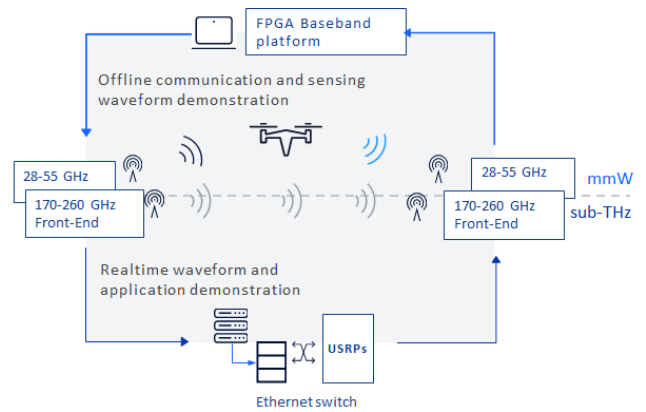 FPGA Baseband
platform
Offline communication and sensing
waveform demonstration
28-55 GHz
170-260 GHz
Front-End
28-55 GHz
170-260 GHz
Front-End
mmW
sub-THz
Realtime waveform and
application demonstration
USRPs
Ethernet switch